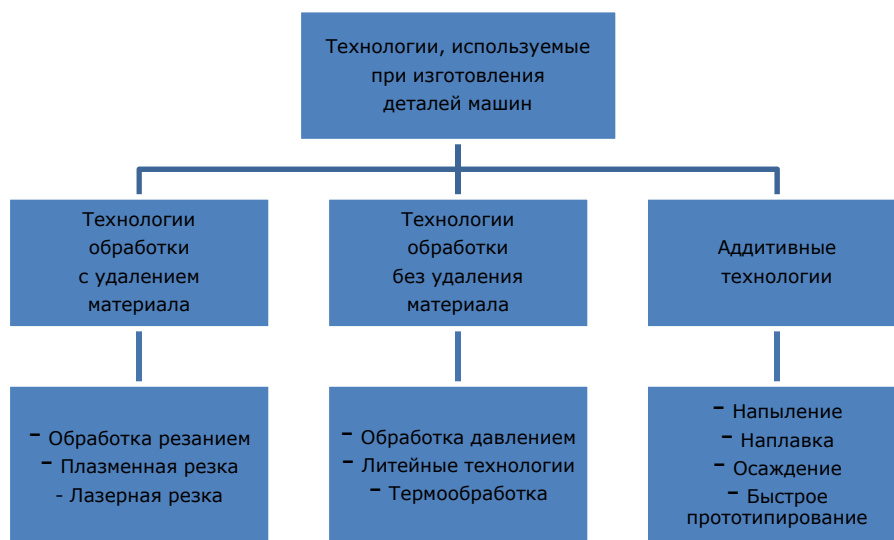 Технологии, используемые
при изготовления
деталей машин
Технологии
обработки
с удалением
материала
Технологии
обработки
без удаления
материала
Аддитивные
технологии
- Обработка резанием
- Плазменная резка
- Лазерная резка
- Обработка давлением
- Литейные технологии
- Термообработка
- Напыление
- Наплавка
- Осаждение
- Быстрое
прототипирование